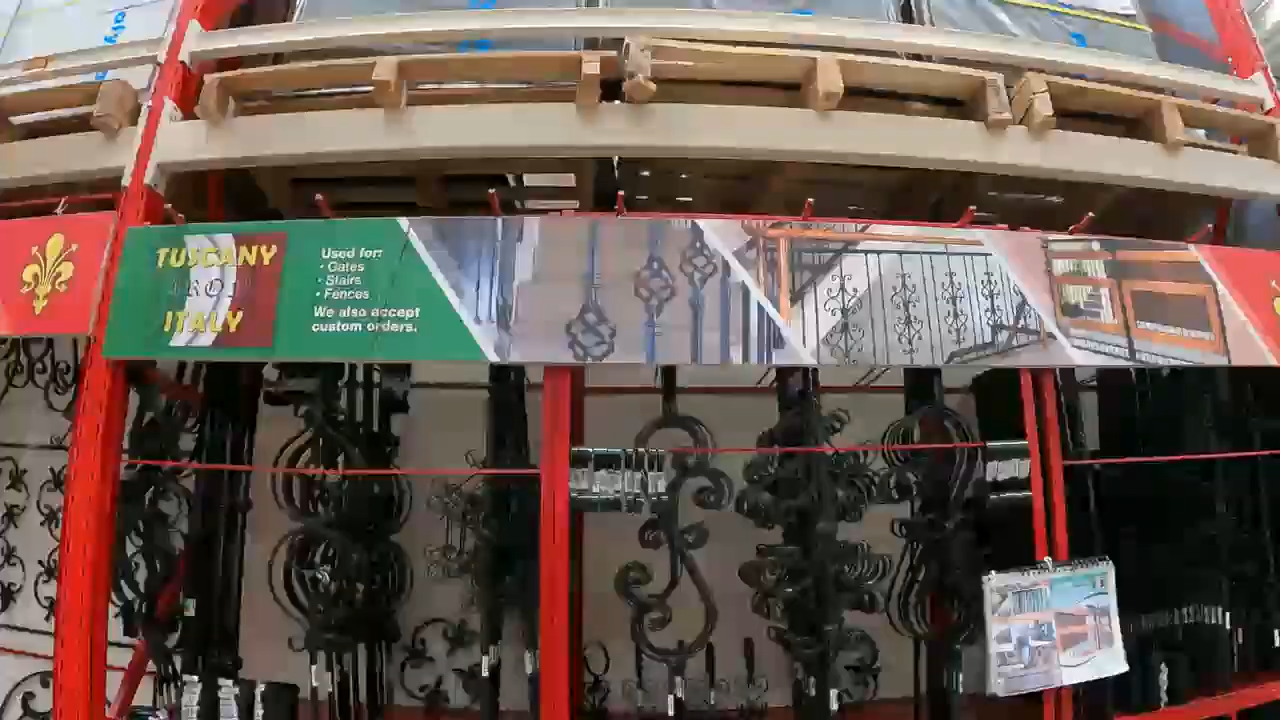 TUSCANY
ITALY
Used for:
• Gates
• Stairs
• Fences
We also accept
custom orders.